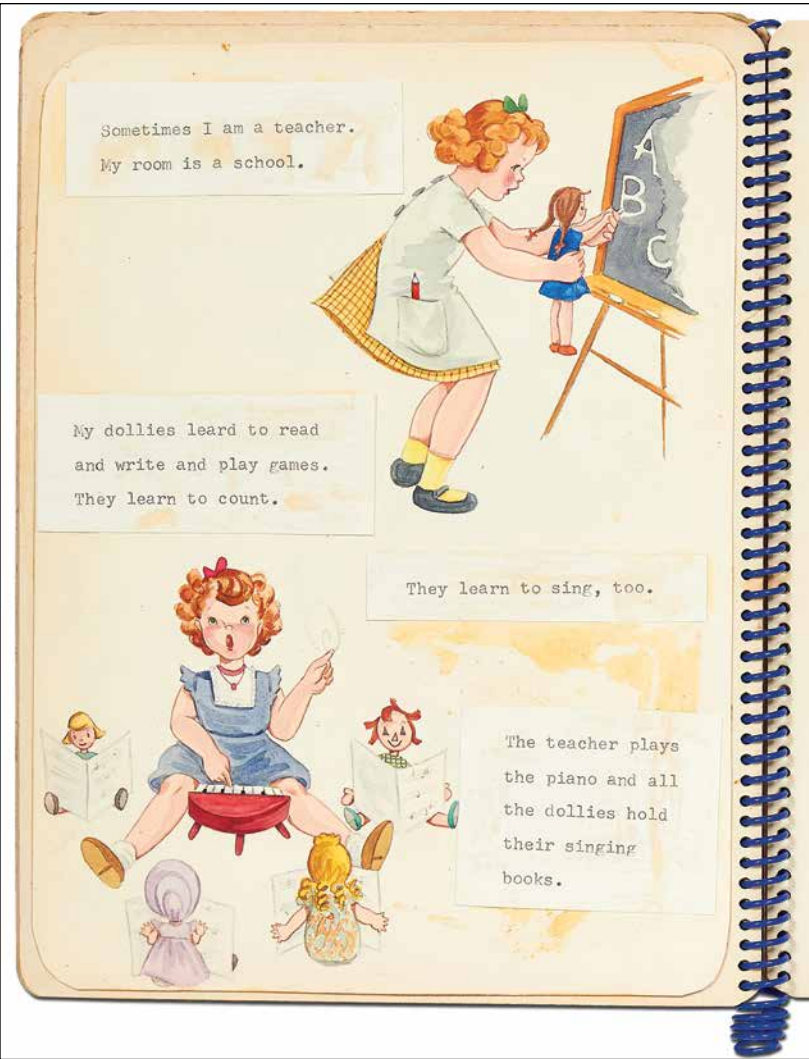 Sometimes I am a teacher.
My room is a school.
A
B
C
My dollies leard to read
and write and play games.
They learn to count.
They learn to sing, too.
The teacher plays
the piano and all
the dollies hold
their singing
books.